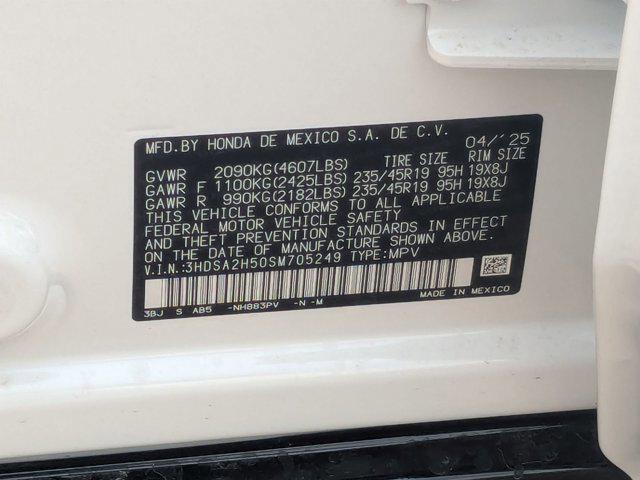 MFD.BY HONDA DE MEXICO S.A. DE C.V. 04/'25
TIRE SIZE RIM SIZE
GVWR 2090KG(4607LBS)
GAWR F 1100KG(2425LBS) 235/45R19 95H 19X8J
GAWR R 990KG(2182LBS) 235/45R19 95H 19X8J
THIS VEHICLE CONFORMS TO ALL APPLICABLE
FEDERAL MOTOR VEHICLE SAFETY
AND THEFT PREVENTION STANDARDS IN EFFECT
ON THE DATE OF MANUFACTURE SHOWN ABOVE.
V.I.N.:3HDSA2H50SM705249 TYPE:MPV
3BJ S AB5 -NH883PV -N -M MADE IN MEXICO